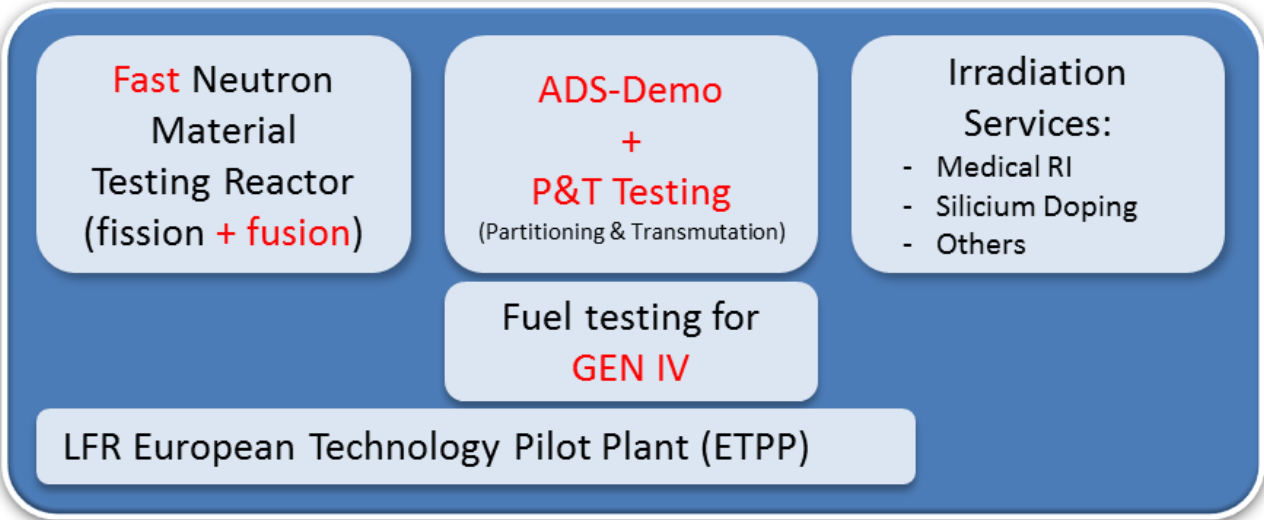 Fast Neutron
Material
Testing Reactor
(fission + fusion)
ADS-Demo
+
P&T Testing
(Partitioning & Transmutation)
Irradiation
Services:
- Medical RI
- Silicium Doping
- Others
Fuel testing for
GEN IV
LFR European Technology Pilot Plant (ETPP)